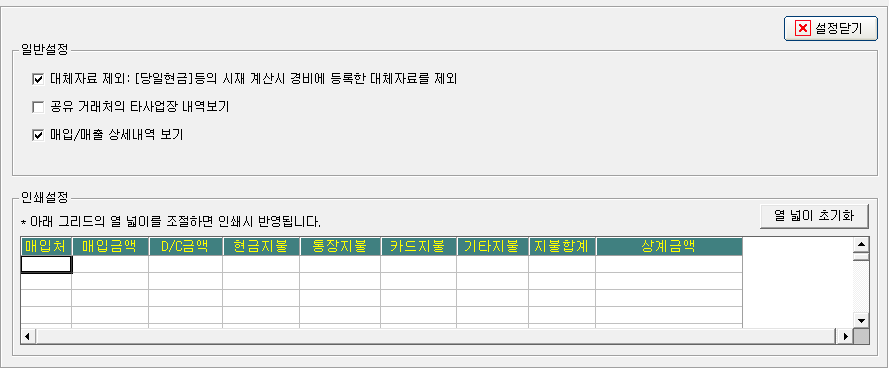 설정닫기
일반설정
대체자료 제외: [당일현금]등의 시재 계산시 경비에 등록한 대체자료를 제외
공유 거래처의 타사업장 내역보기
매입/매출 상세내역 보기
인쇄설정
* 아래 그리드의 열 넓이를 조절하면 인쇄시 반영됩니다.
열 넓이 초기화
매입처 매입금액 D/C금액 현금지불 통장지불 카드지불 기타지불 지불합계 상계금액